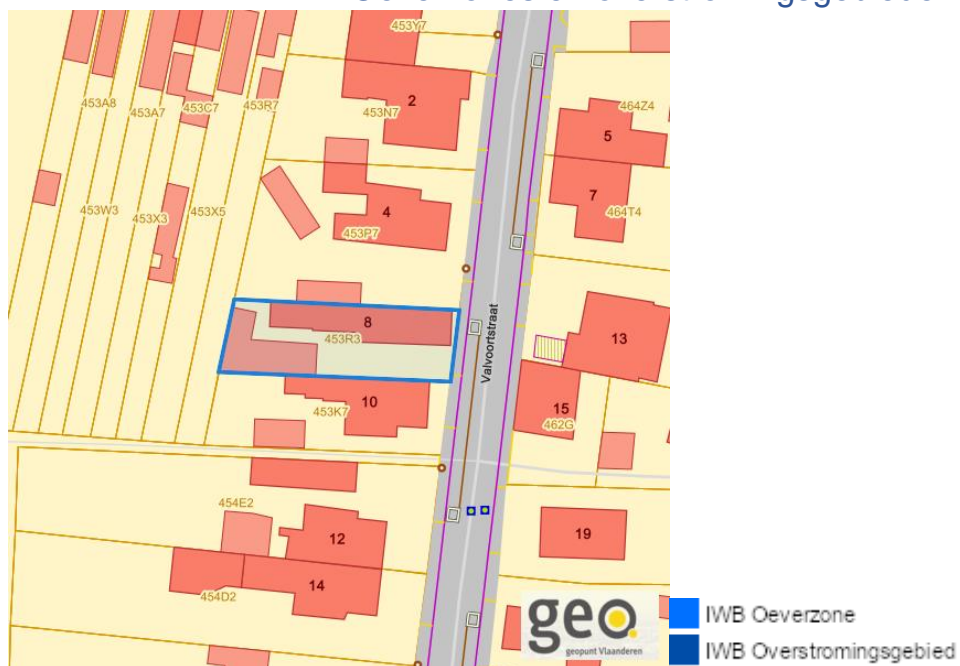 453Y7
2
453N7
453A8
453A7
453C7
453R7
464Z4
5
7
464T4
453W3
453X3
453X5
4
453P7
Valvoortstraat
8
453R3
13
10
453K7
15
462G
454E2
12
19
14
454D2
geo.
geopunt Vlaanderen
IWB Oeverzone
IWB Overstromingsgebied